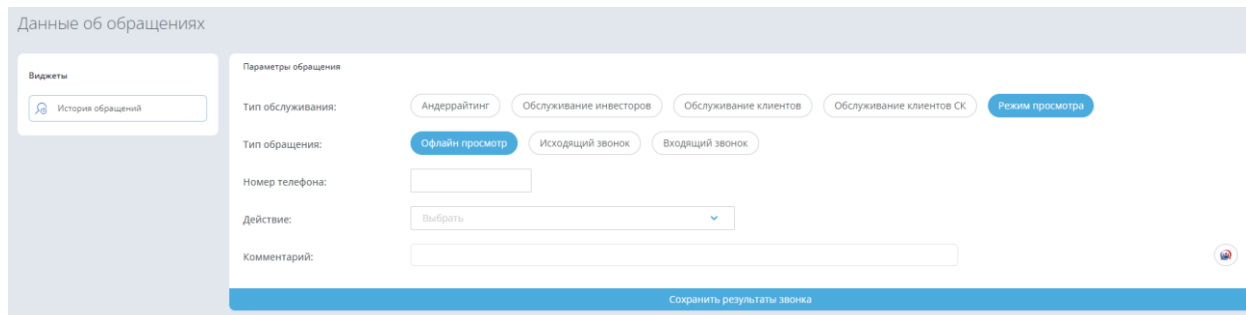 Данные об обращениях
Виджеты
История обращений
Параметры обращения
Тип обслуживания: Андеррайтинг Обслуживание инвесторов Обслуживание клиентов Обслуживание клиентов СК Режим просмотра
Тип обращения: Офлайн просмотр Исходящий звонок Входящий звонок
Номер телефона:
Действие: Выбрать
Комментарий:
Сохранить результаты звонка